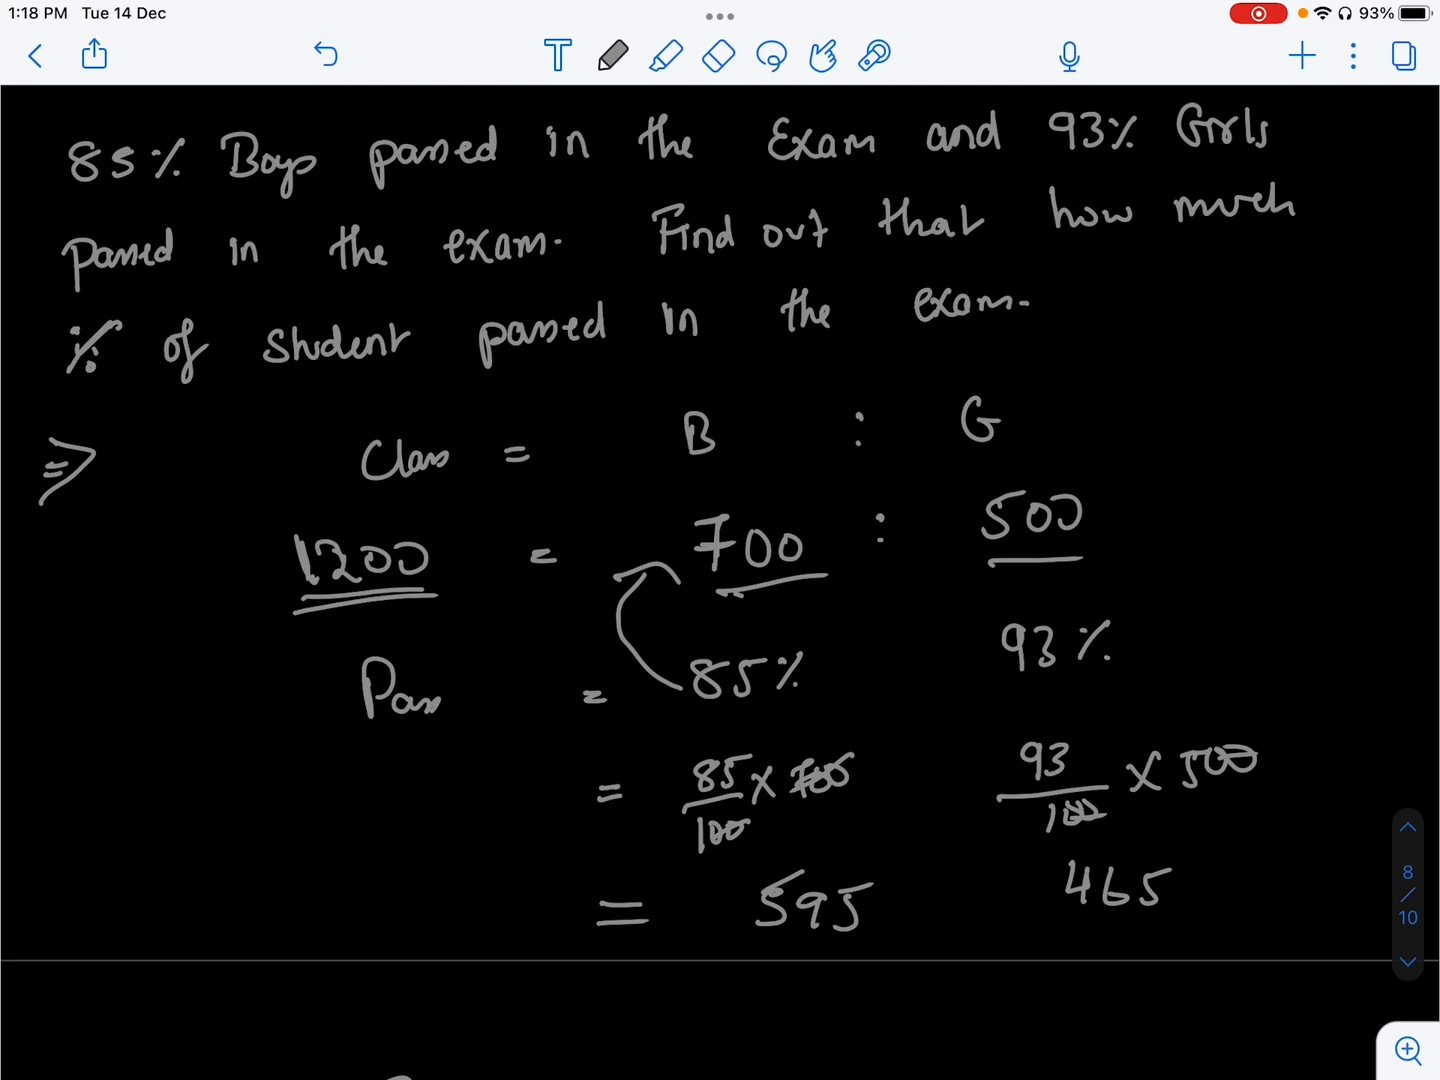 1:18 PM Tue 14 Dec
93%
85% Boys passed in the Exam and 93% Girls
passed in the exam. Find out that how much
% of student passed in the exam.
⇒ Class = B : G
1200 = 700 : 500
Pass = 85% 93%
= 85/100 × 700 93/100 × 500
= 595 465
8/10